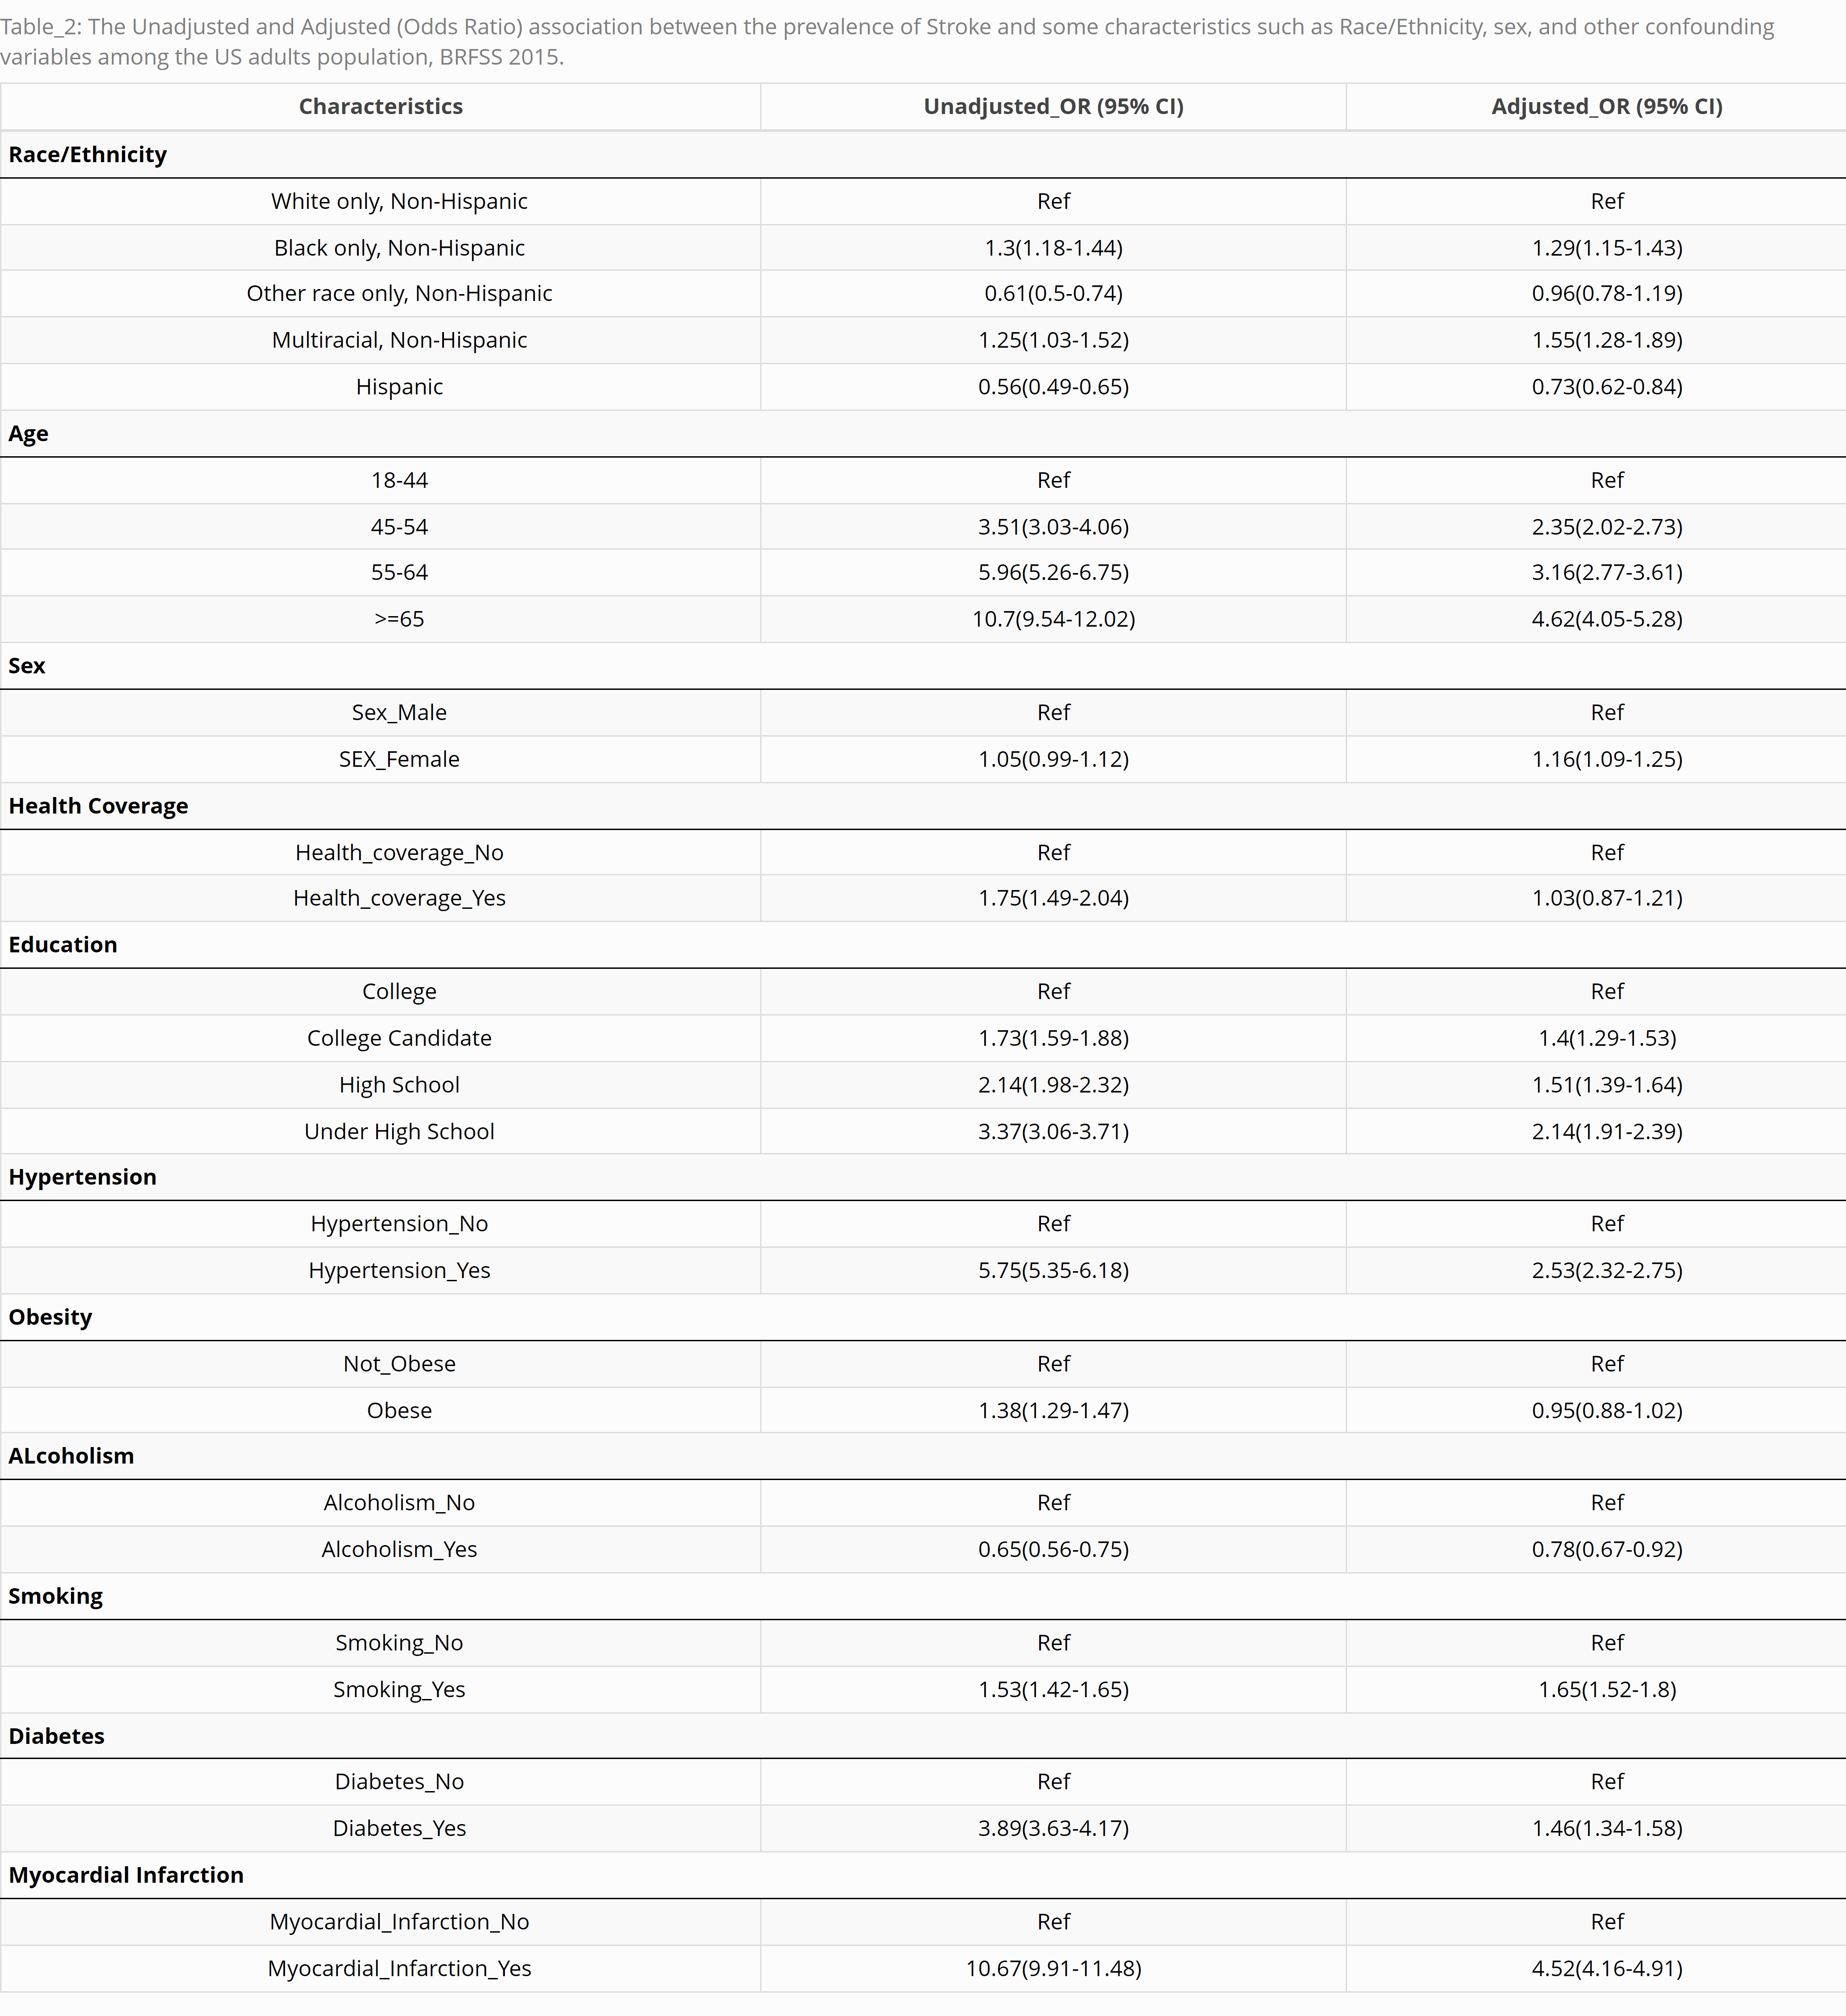 Table_2: The Unadjusted and Adjusted (Odds Ratio) association between the prevalence of Stroke and some characteristics such as Race/Ethnicity, sex, and other confounding
variables among the US adults population, BRFSS 2015.
Characteristics Unadjusted_OR (95% CI) Adjusted_OR (95% CI)
Race/Ethnicity
White only, Non-Hispanic Ref Ref
Black only, Non-Hispanic 1.3(1.18-1.44) 1.29(1.15-1.43)
Other race only, Non-Hispanic 0.61(0.5-0.74) 0.96(0.78-1.19)
Multiracial, Non-Hispanic 1.25(1.03-1.52) 1.55(1.28-1.89)
Hispanic 0.56(0.49-0.65) 0.73(0.62-0.84)
Age
18-44 Ref Ref
45-54 3.51(3.03-4.06) 2.35(2.02-2.73)
55-64 5.96(5.26-6.75) 3.16(2.77-3.61)
>=65 10.7(9.54-12.02) 4.62(4.05-5.28)
Sex
Sex_Male Ref Ref
SEX_Female 1.05(0.99-1.12) 1.16(1.09-1.25)
Health Coverage
Health_coverage_No Ref Ref
Health_coverage_Yes 1.75(1.49-2.04) 1.03(0.87-1.21)
Education
College Ref Ref
College Candidate 1.73(1.59-1.88) 1.4(1.29-1.53)
High School 2.14(1.98-2.32) 1.51(1.39-1.64)
Under High School 3.37(3.06-3.71) 2.14(1.91-2.39)
Hypertension
Hypertension_No Ref Ref
Hypertension_Yes 5.75(5.35-6.18) 2.53(2.32-2.75)
Obesity
Not_Obese Ref Ref
Obese 1.38(1.29-1.47) 0.95(0.88-1.02)
ALcoholism
Alcoholism_No Ref Ref
Alcoholism_Yes 0.65(0.56-0.75) 0.78(0.67-0.92)
Smoking
Smoking_No Ref Ref
Smoking_Yes 1.53(1.42-1.65) 1.65(1.52-1.8)
Diabetes
Diabetes_No Ref Ref
Diabetes_Yes 3.89(3.63-4.17) 1.46(1.34-1.58)
Myocardial Infarction
Myocardial_Infarction_No Ref Ref
Myocardial_Infarction_Yes 10.67(9.91-11.48) 4.52(4.16-4.91)